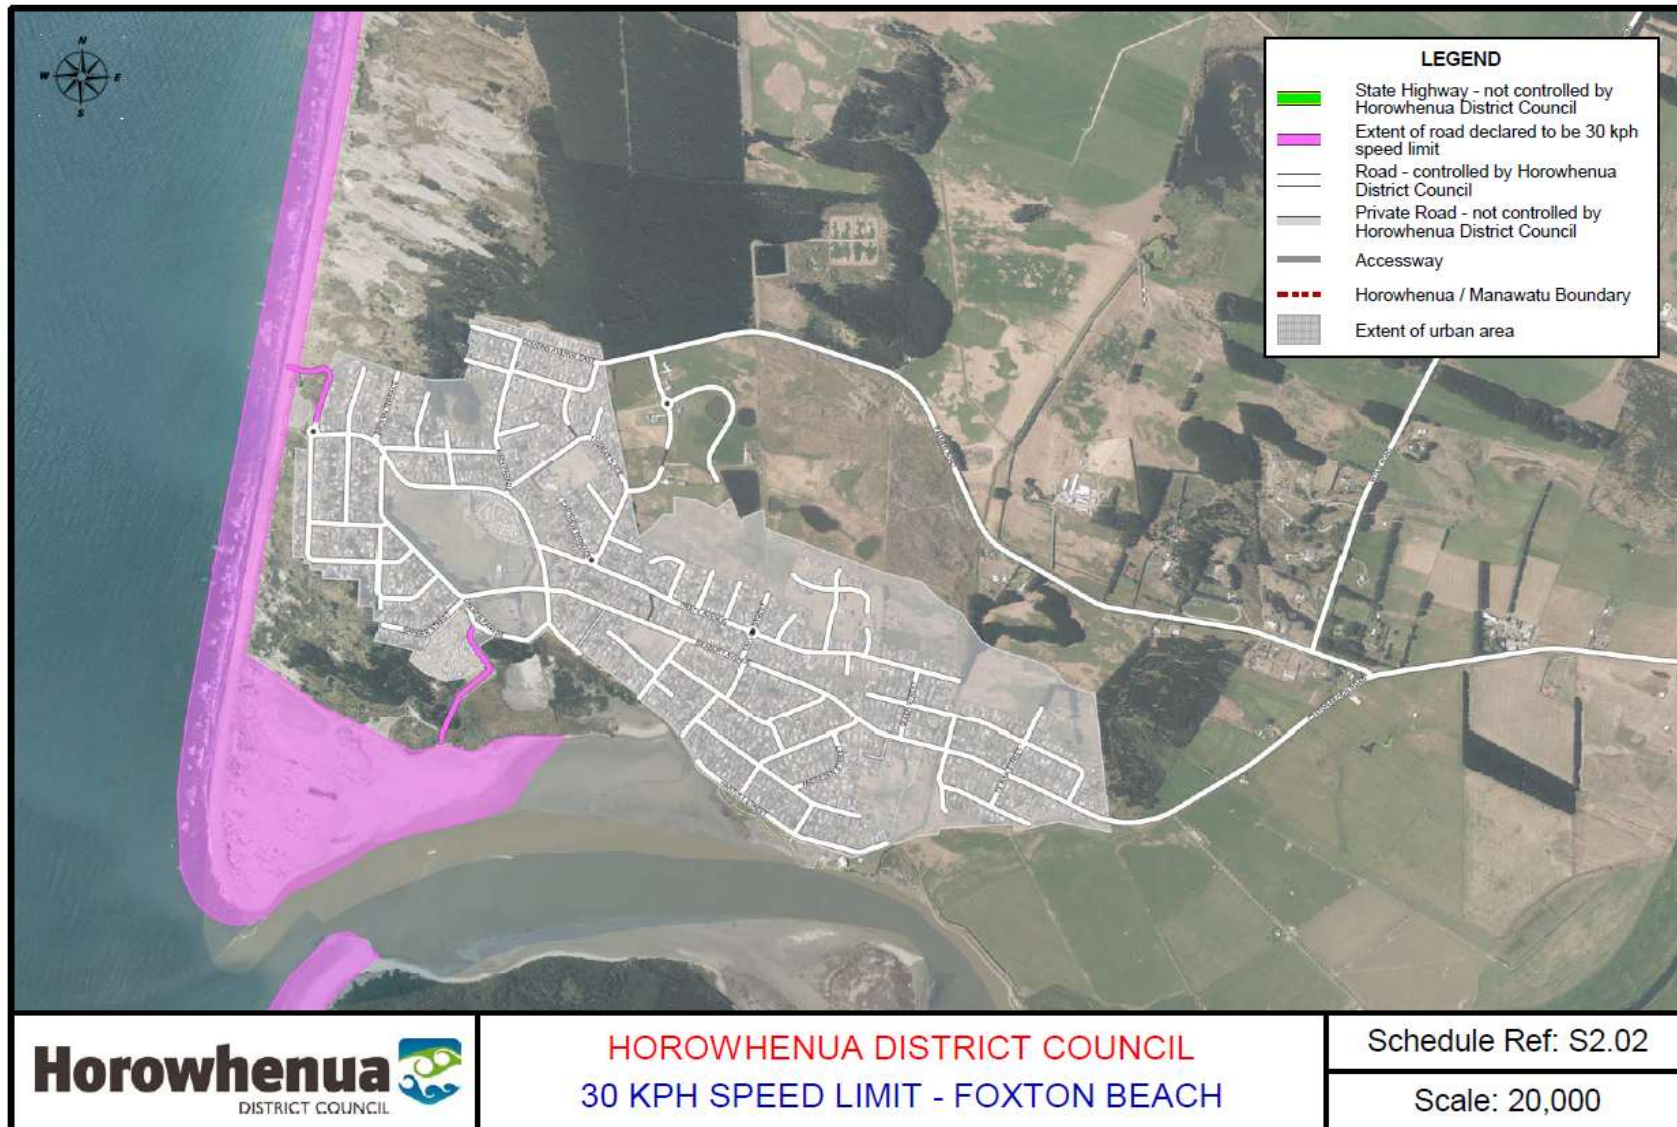 N
W E
S
LEGEND
State Highway - not controlled by
Horowhenua District Council
Extent of road declared to be 30 kph
speed limit
Road - controlled by Horowhenua
District Council
Private Road - not controlled by
Horowhenua District Council
Accessway
Horowhenua / Manawatu Boundary
Extent of urban area
Horowhenua
DISTRICT COUNCIL
HOROWHENUA DISTRICT COUNCIL
30 KPH SPEED LIMIT - FOXTON BEACH
Schedule Ref: S2.02
Scale: 20,000